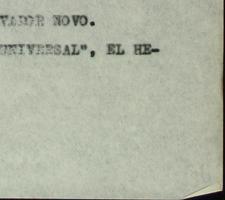 VADOR NOVO.
UNIVERSAL", EL HE-